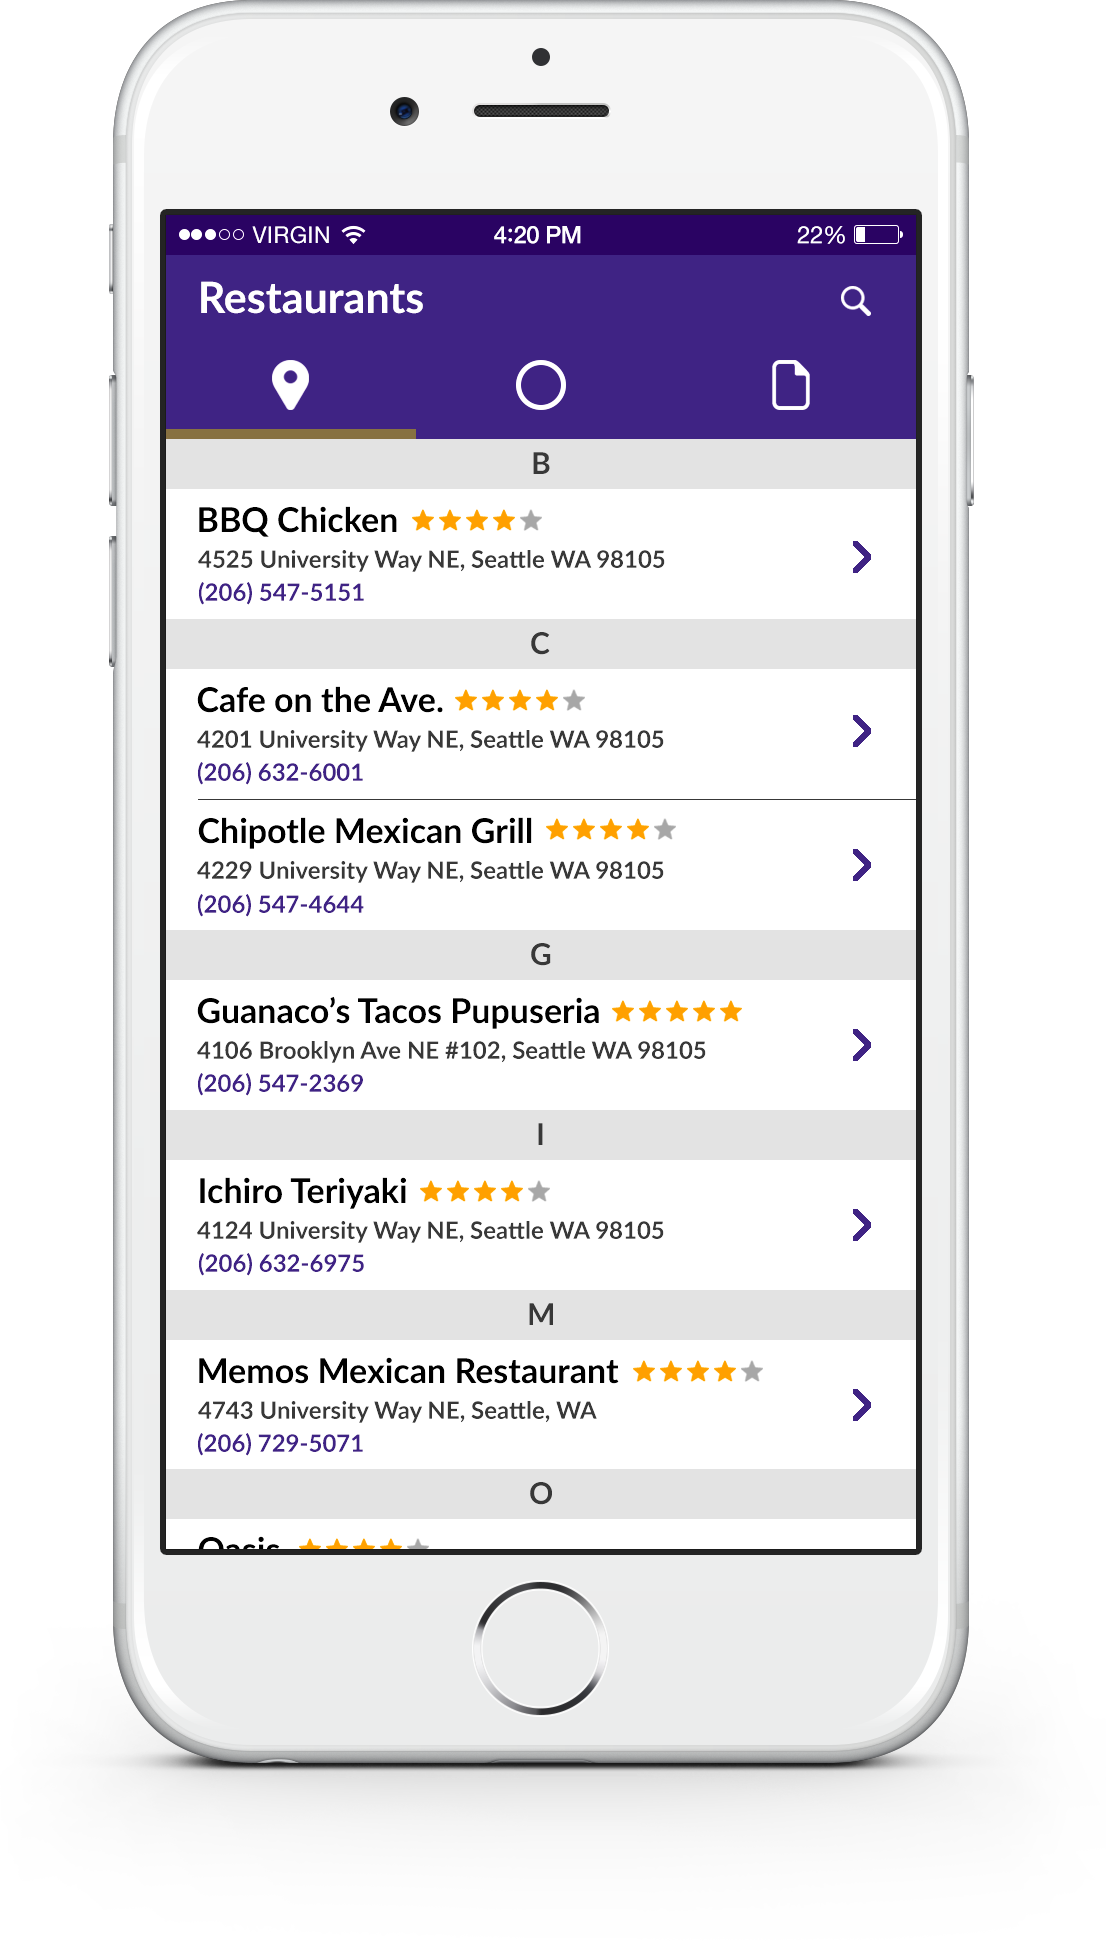 VIRGIN 4:20 PM 22%
Restaurants
B
BBQ Chicken
4525 University Way NE, Seattle WA 98105
(206) 547-5151
C
Cafe on the Ave.
4201 University Way NE, Seattle WA 98105
(206) 632-6001
Chipotle Mexican Grill
4229 University Way NE, Seattle WA 98105
(206) 547-4644
G
Guanaco’s Tacos Pupuseria
4106 Brooklyn Ave NE #102, Seattle WA 98105
(206) 547-2369
I
Ichiro Teriyaki
4124 University Way NE, Seattle WA 98105
(206) 632-6975
M
Memos Mexican Restaurant
4743 University Way NE, Seattle, WA
(206) 729-5071
O
Oasis